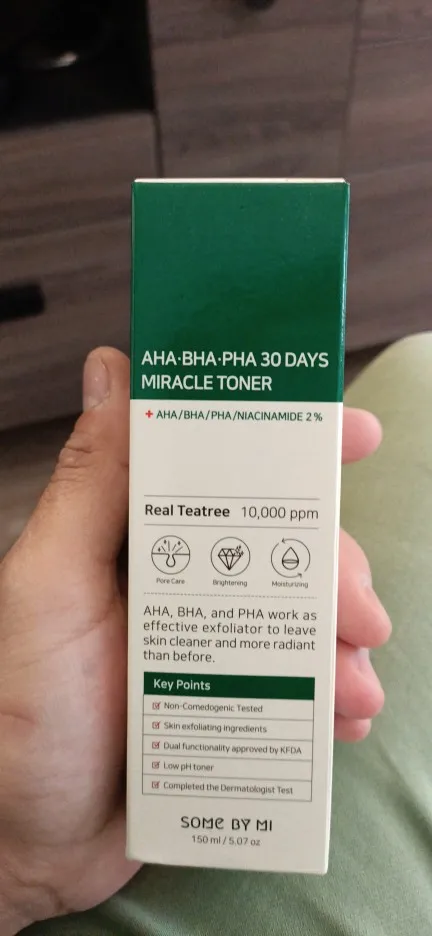 AHA·BHA·PHA 30 DAYS
MIRACLE TONER
+ AHA/BHA/PHA/NIACINAMIDE 2%
Real Teatree 10,000 ppm
Pore Care Brightening Moisturizing
AHA, BHA, and PHA work as
effective exfoliator to leave
skin cleaner and more radiant
than before.
Key Points
Non-Comedogenic Tested
Skin exfoliating ingredients
Dual functionality approved by KFDA
Low pH toner
Completed the Dermatologist Test
SOME BY MI
150 ml / 5.07 oz